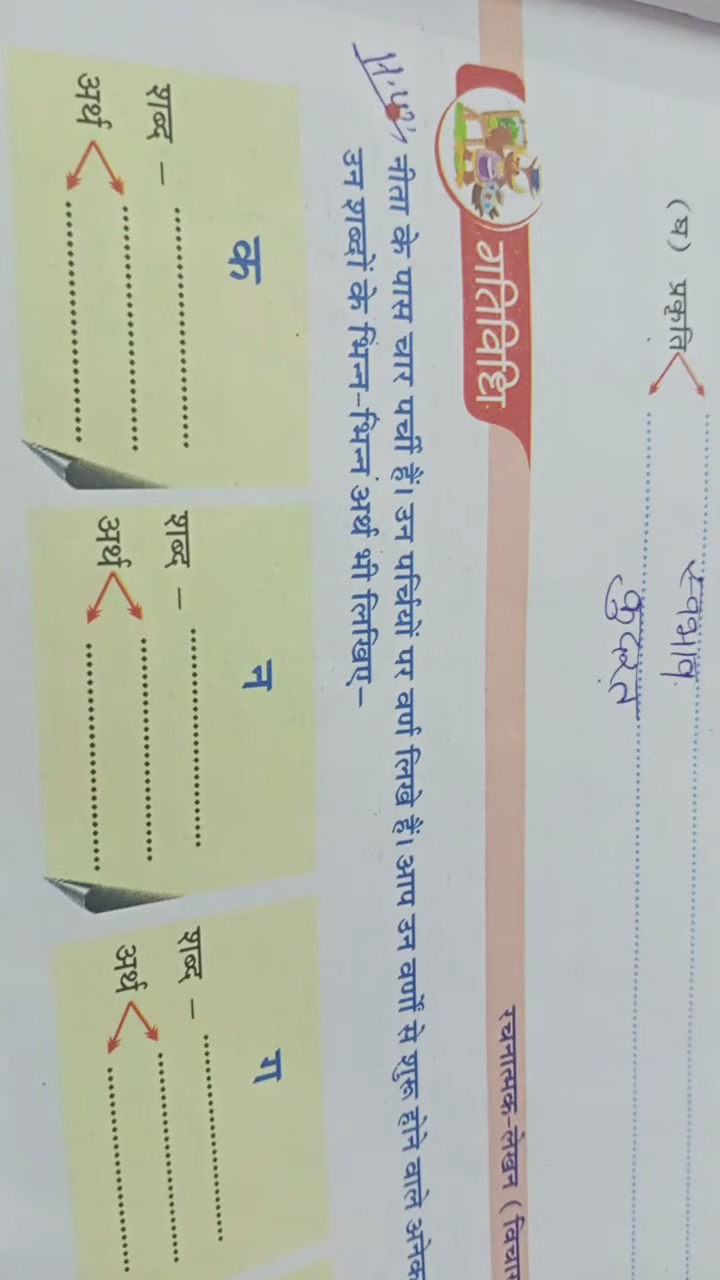 (घ) प्रकृति
स्वभाव
कुदरत
गतिविधि
रचनात्मक-लेखन (
H.W
नीता के पास चार पर्ची हैं। उन पर्चियों पर वर्ण लिखे हैं। आप उन वर्णों से शुरू होने वाले अनेक
उन शब्दों के भिन्न-भिन्न अर्थ भी लिखिए–
क
शब्द –
अर्थ
न
शब्द –
अर्थ
ग
शब्द –
अर्थ